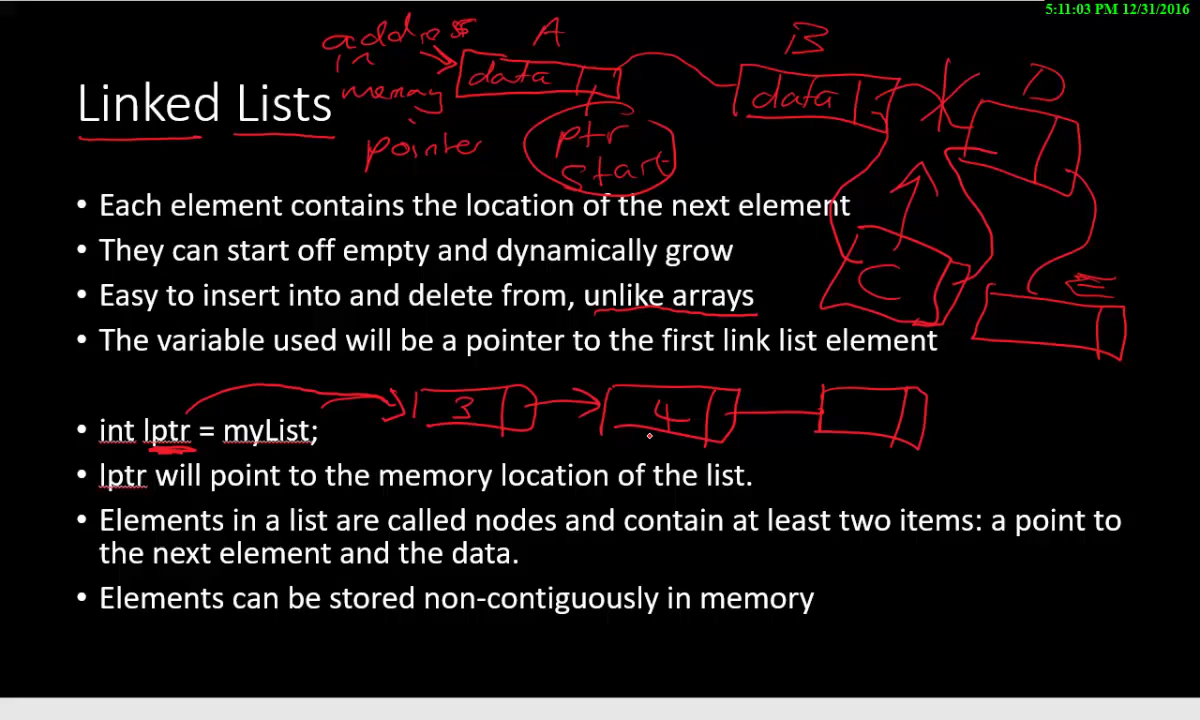 5:11:03 PM 12/31/2016
address A B
in
memory
pointer
data
ptr
start
data
D
Linked Lists
• Each element contains the location of the next element
• They can start off empty and dynamically grow
• Easy to insert into and delete from, unlike arrays
C
E
• The variable used will be a pointer to the first link list element
3 4
• int lptr = myList;
• lptr will point to the memory location of the list.
• Elements in a list are called nodes and contain at least two items: a point to
the next element and the data.
• Elements can be stored non-contiguously in memory